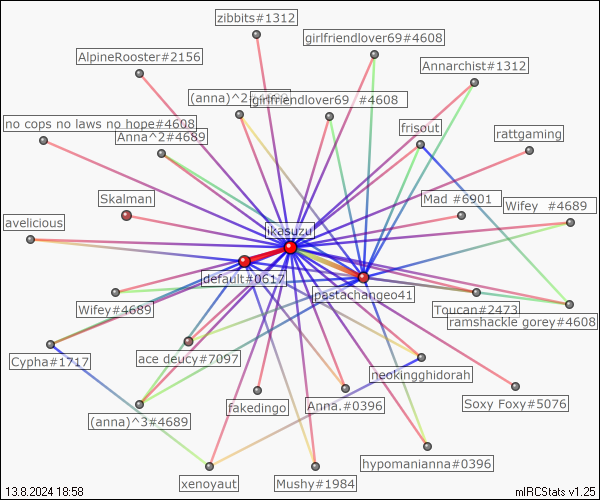 zibbits#1312
girlfriendlover69#4608
AlpineRooster#2156
Annarchist#1312
girlfriendlover69 #4608
no cops no laws no hope#4608
frisout
Anna^2#4689
rattgaming
Skalman
Mad #6901
Wifey #4689
avelicious
ikasuzu
default#0617
pastachangeo41
Wifey#4689
Toucan#2473
ramshackle gorey#4608
Cypha#1717
ace deucy#7097
neokingghidorah
fakedingo
Anna.#0396
Soxy Foxy#5076
(anna)^3#4689
hypomanianna#0396
xenoyaut
Mushy#1984
13.8.2024 18:58
mIRCStats v1.25